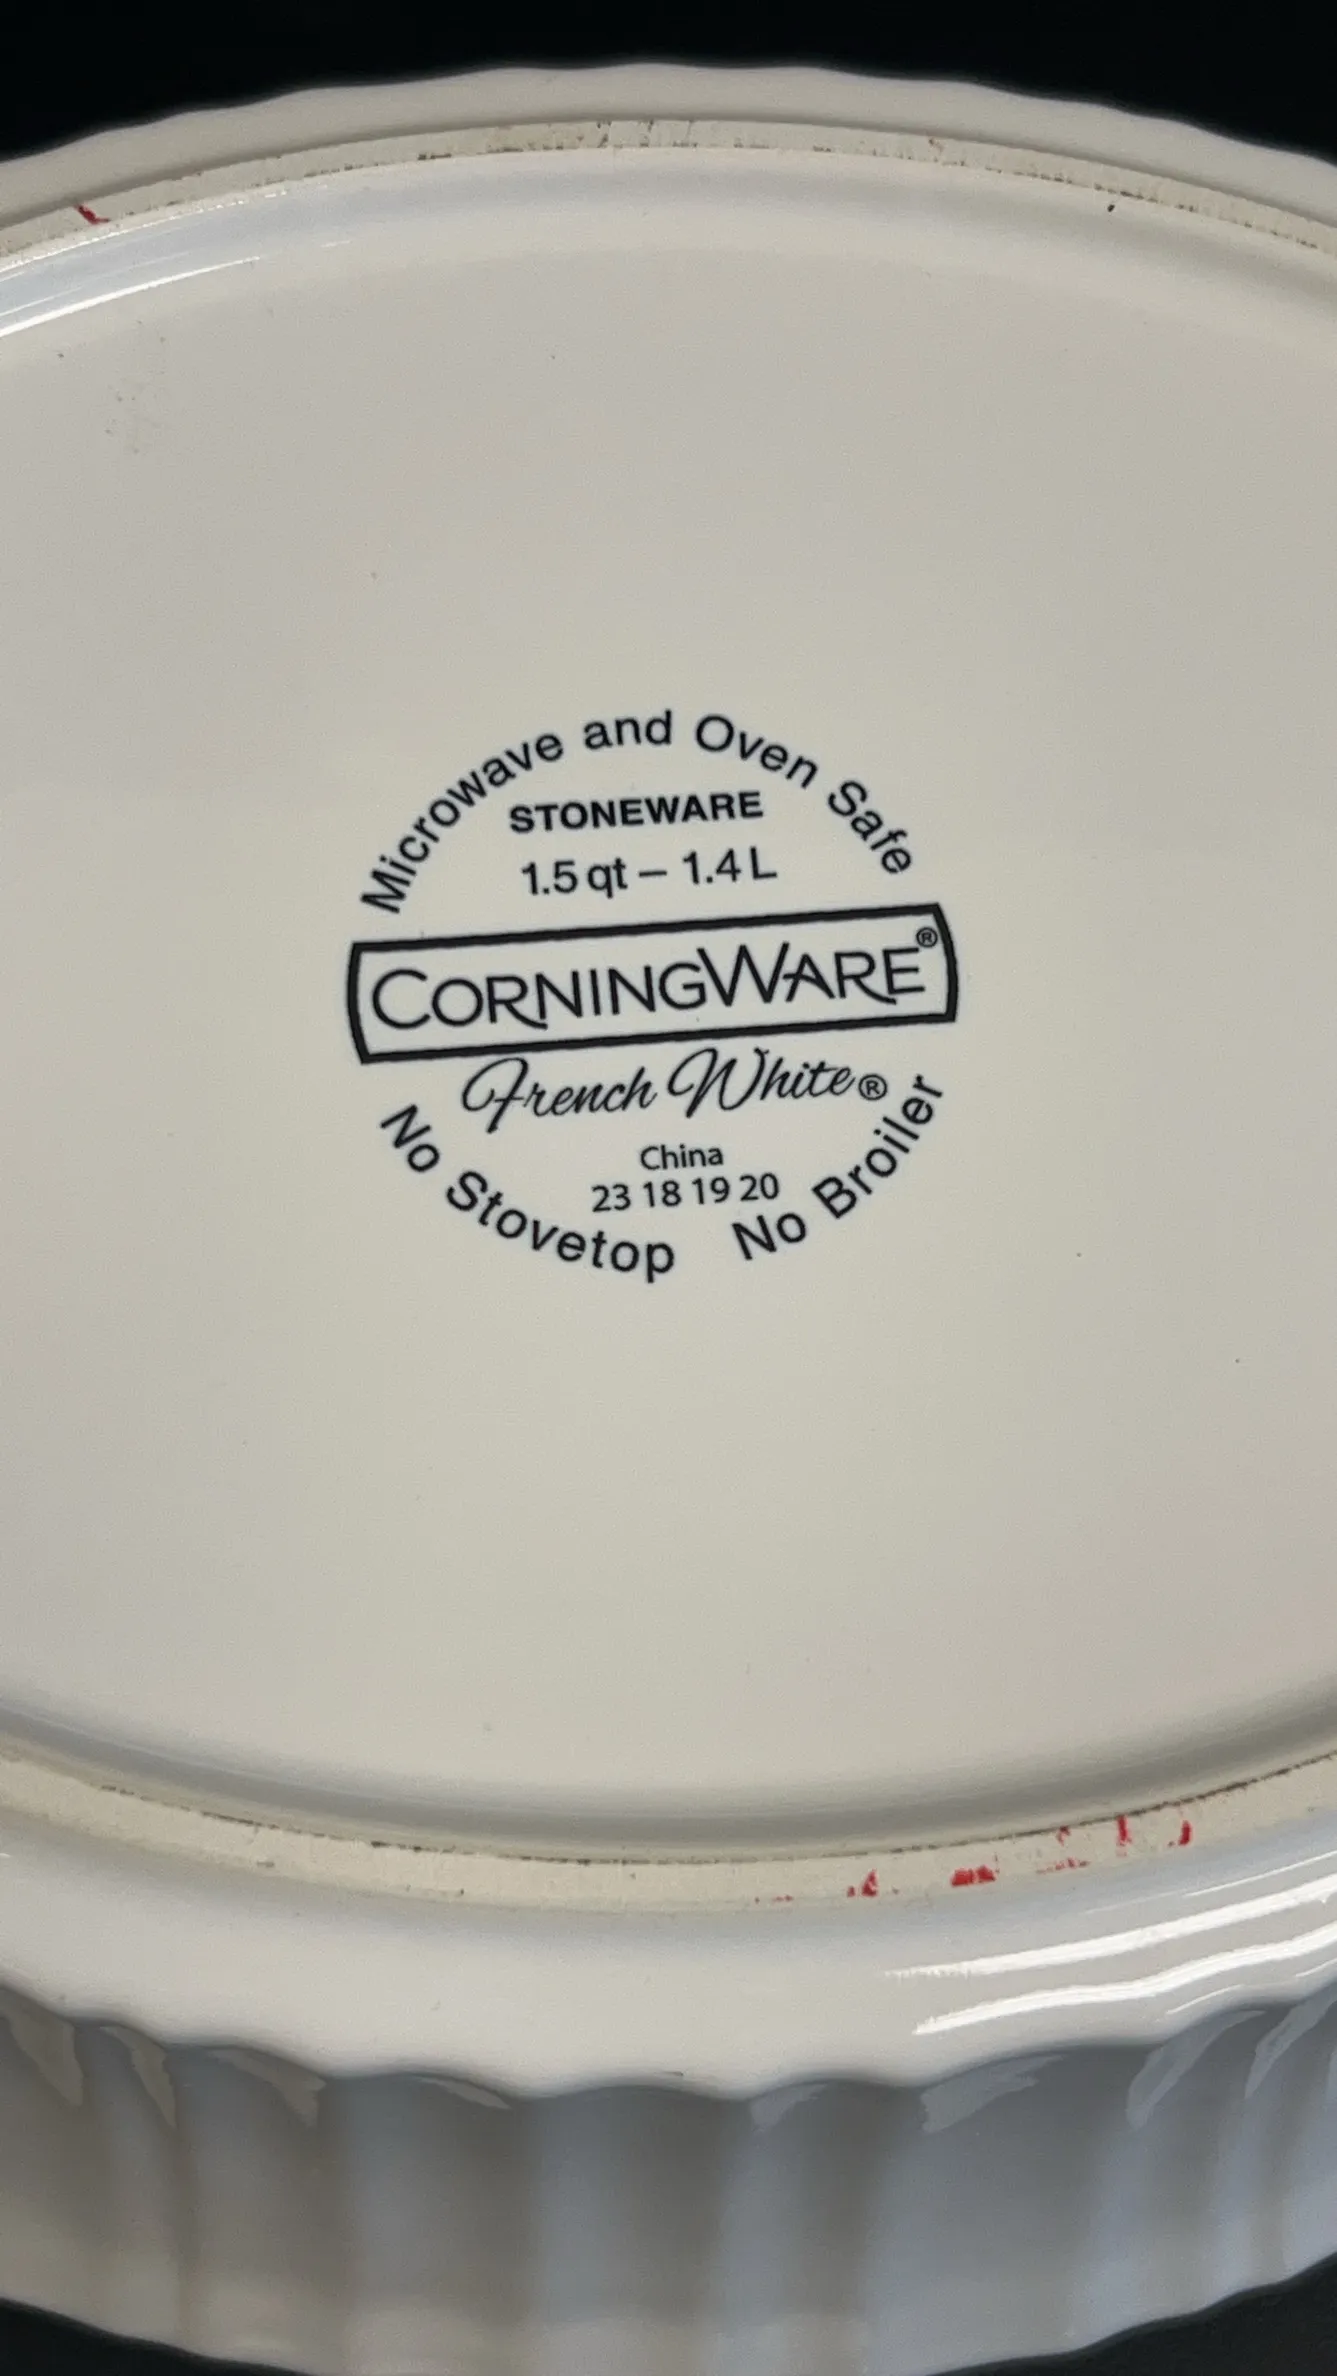 Microwave and Oven Safe
STONEWARE
1.5 qt – 1.4 L
CORNINGWARE®
French White®
China
23 18 19 20
No Stovetop No Broiler